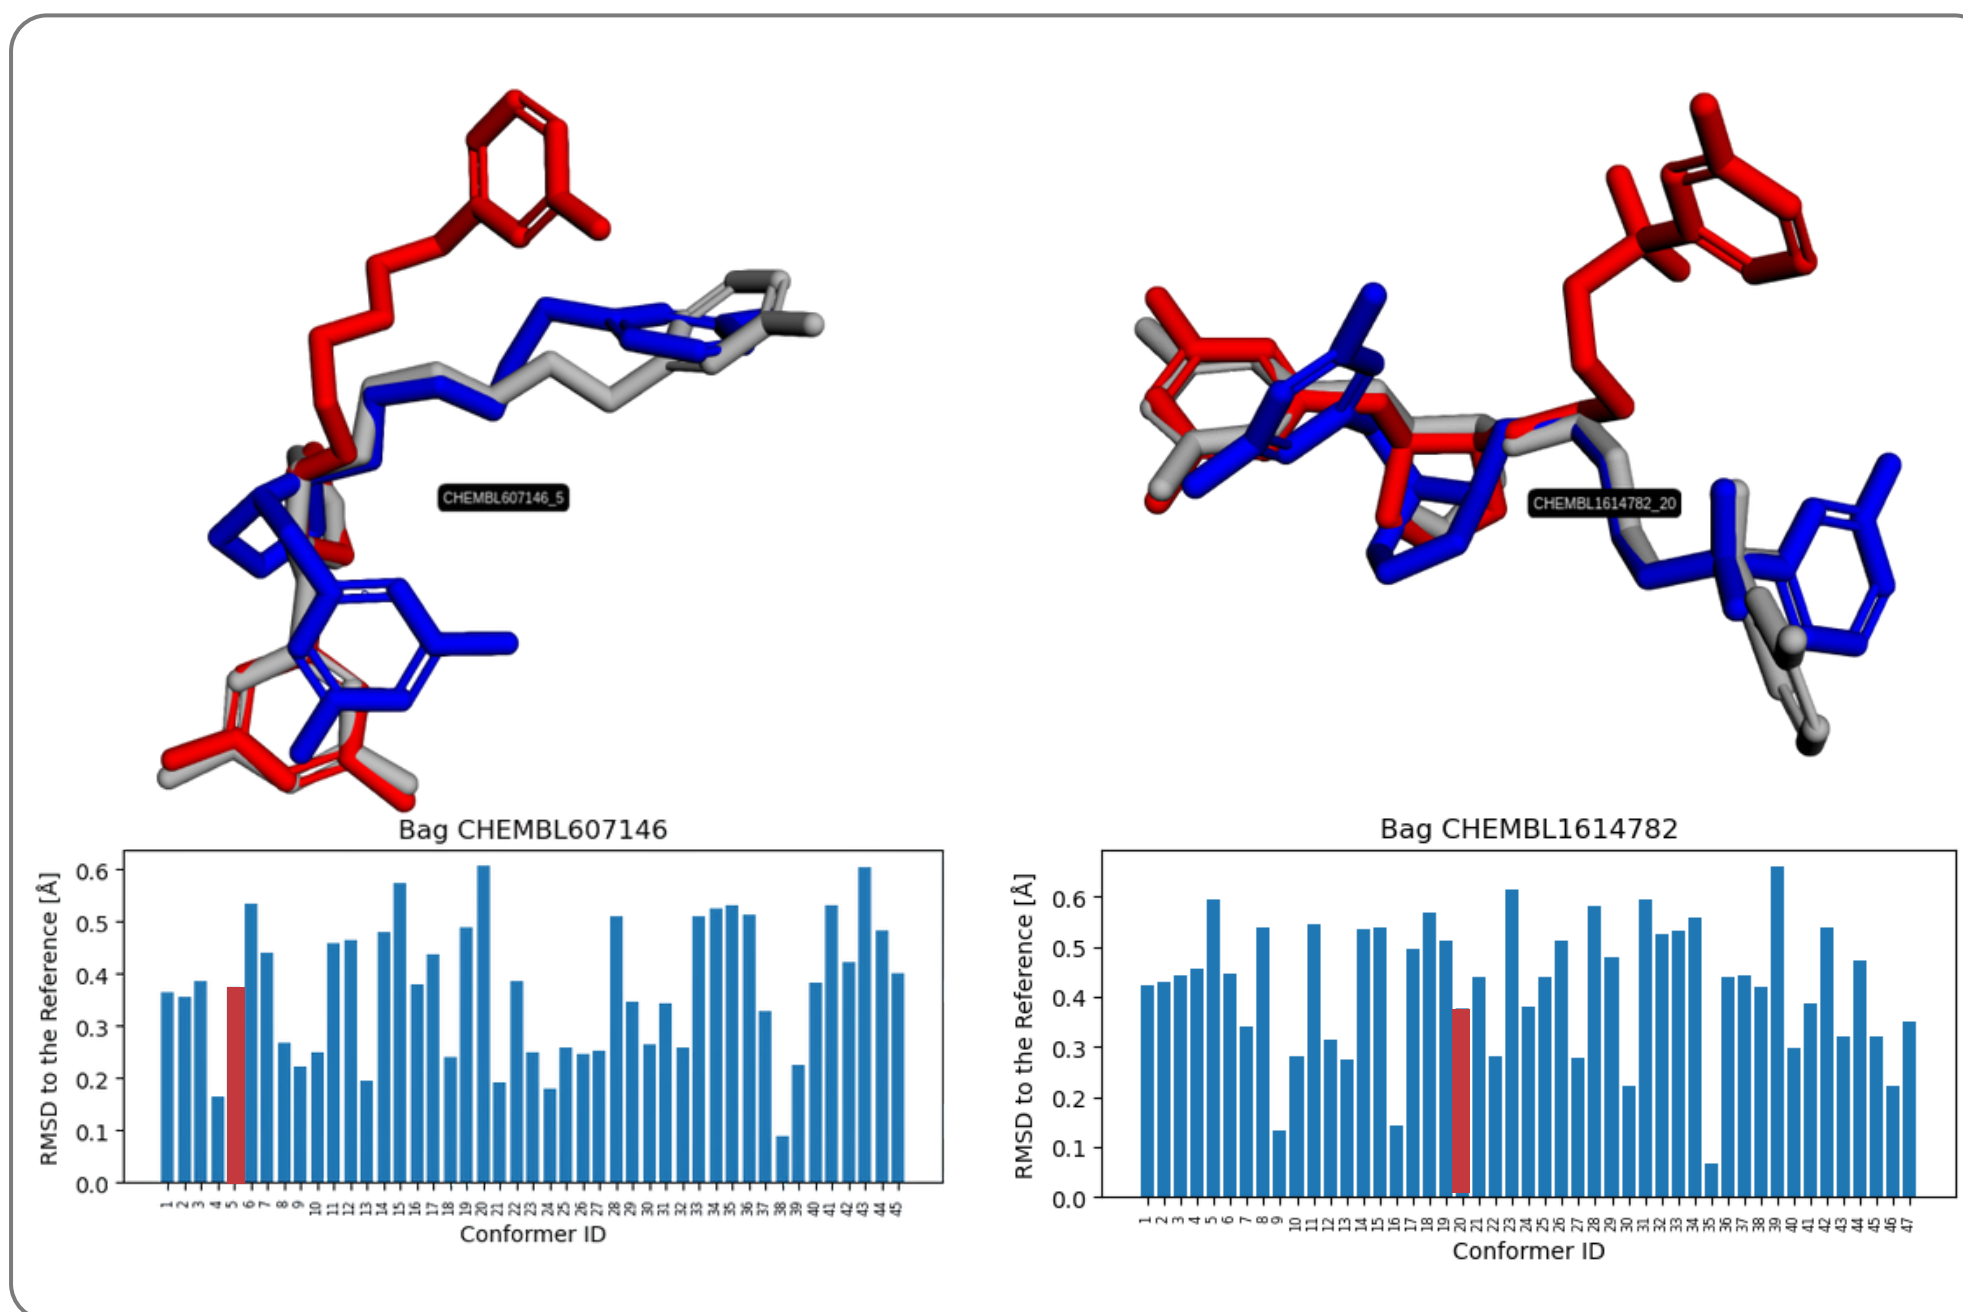 CHEMBL607146_5
CHEMBL1614782_20
Bag CHEMBL607146
RMSD to the Reference [Å]
0.6
0.5
0.4
0.3
0.2
0.1
0.0
1 2 3 4 5 6 7 8 9 10 11 12 13 14 15 16 17 18 19 20 21 22 23 24 25 26 27 28 29 30 31 32 33 34 35 36 37 38 39 40 41 42 43 44 45
Conformer ID
Bag CHEMBL1614782
RMSD to the Reference [Å]
0.6
0.5
0.4
0.3
0.2
0.1
0.0
1 2 3 4 5 6 7 8 9 10 11 12 13 14 15 16 17 18 19 20 21 22 23 24 25 26 27 28 29 30 31 32 33 34 35 36 37 38 39 40 41 42 43 44 45 46 47
Conformer ID